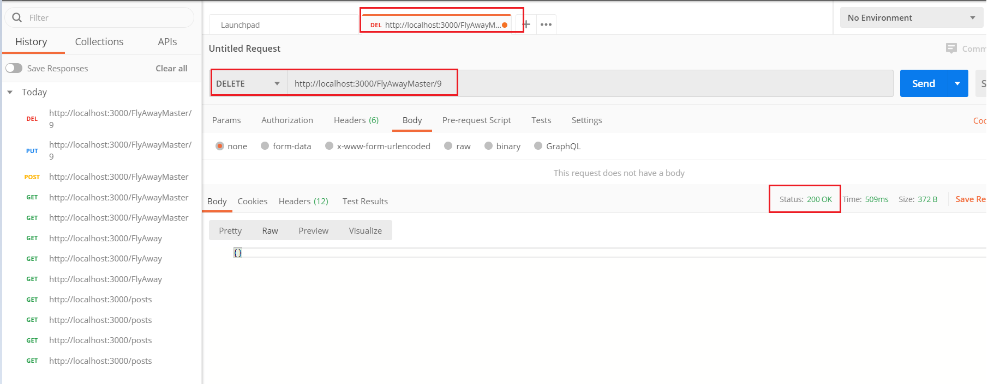 Filter
History
Collections
APIs
Save Responses
Clear all
Today
DEL http://localhost:3000/FlyAwayMaster/
9
PUT http://localhost:3000/FlyAwayMaster/
9
POST http://localhost:3000/FlyAwayMaster
GET http://localhost:3000/FlyAwayMaster
GET http://localhost:3000/FlyAwayMaster
GET http://localhost:3000/FlyAway
GET http://localhost:3000/FlyAway
GET http://localhost:3000/FlyAway
GET http://localhost:3000/posts
GET http://localhost:3000/posts
GET http://localhost:3000/posts
GET http://localhost:3000/posts
Launchpad
DEL http://localhost:3000/FlyAwayM...
No Environment
Untitled Request
Comm
DELETE
http://localhost:3000/FlyAwayMaster/9
Send
S
Params
Authorization
Headers (6)
Body
Pre-request Script
Tests
Settings
Coo
none
form-data
x-www-form-urlencoded
raw
binary
GraphQL
This request does not have a body
Body
Cookies
Headers (12)
Test Results
Status: 200 OK
Time: 509ms
Size: 372 B
Save Re
Pretty
Raw
Preview
Visualize
{}